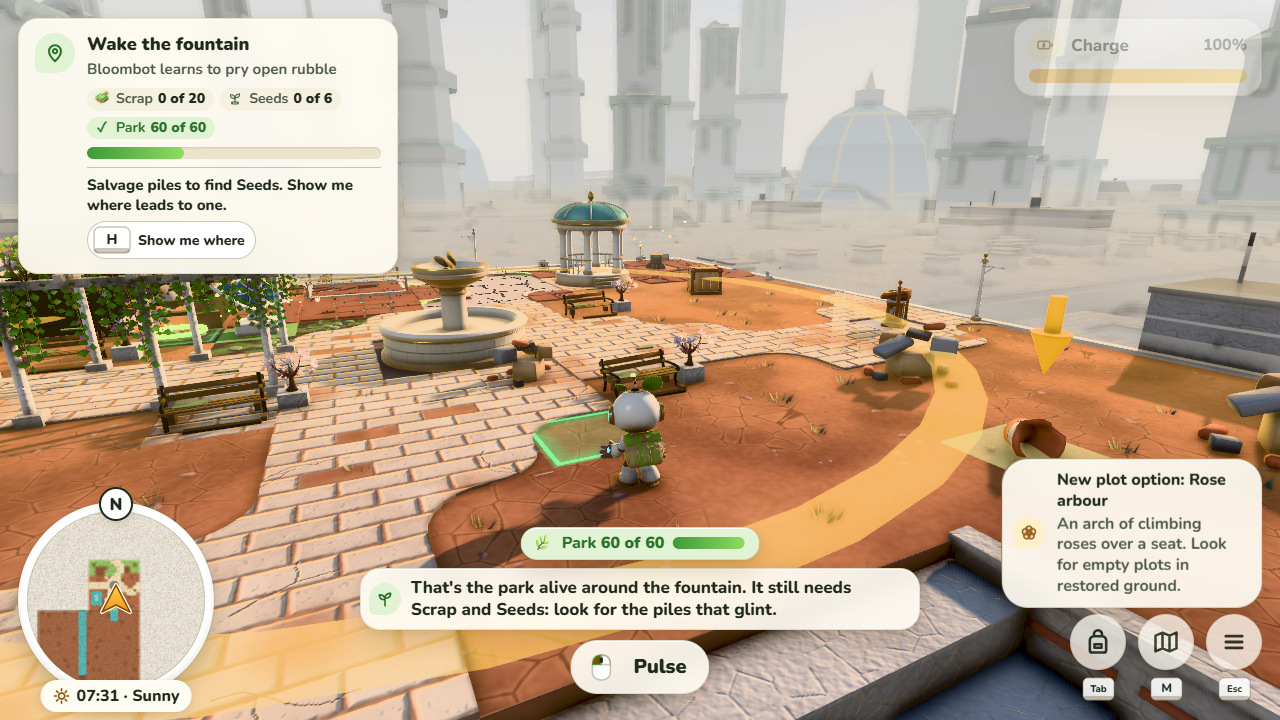 Wake the fountain
Bloombot learns to pry open rubble
Scrap 0 of 20 Seeds 0 of 6
Park 60 of 60
Salvage piles to find Seeds. Show me
where leads to one.
H Show me where
Charge 100%
N
07:31 · Sunny
Park 60 of 60
That's the park alive around the fountain. It still needs
Scrap and Seeds: look for the piles that glint.
Pulse
New plot option: Rose
arbour
An arch of climbing
roses over a seat. Look
for empty plots in
restored ground.
Tab M Esc